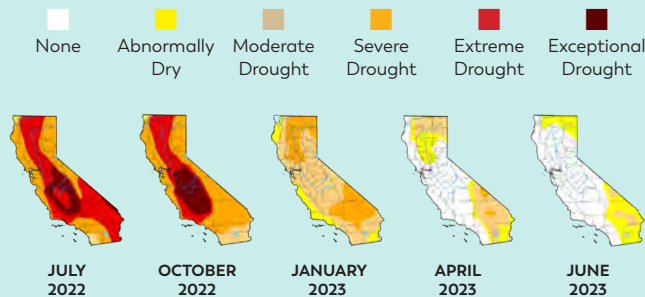 None
Abnormally Dry
Moderate Drought
Severe Drought
Extreme Drought
Exceptional Drought
JULY 2022
OCTOBER 2022
JANUARY 2023
APRIL 2023
JUNE 2023